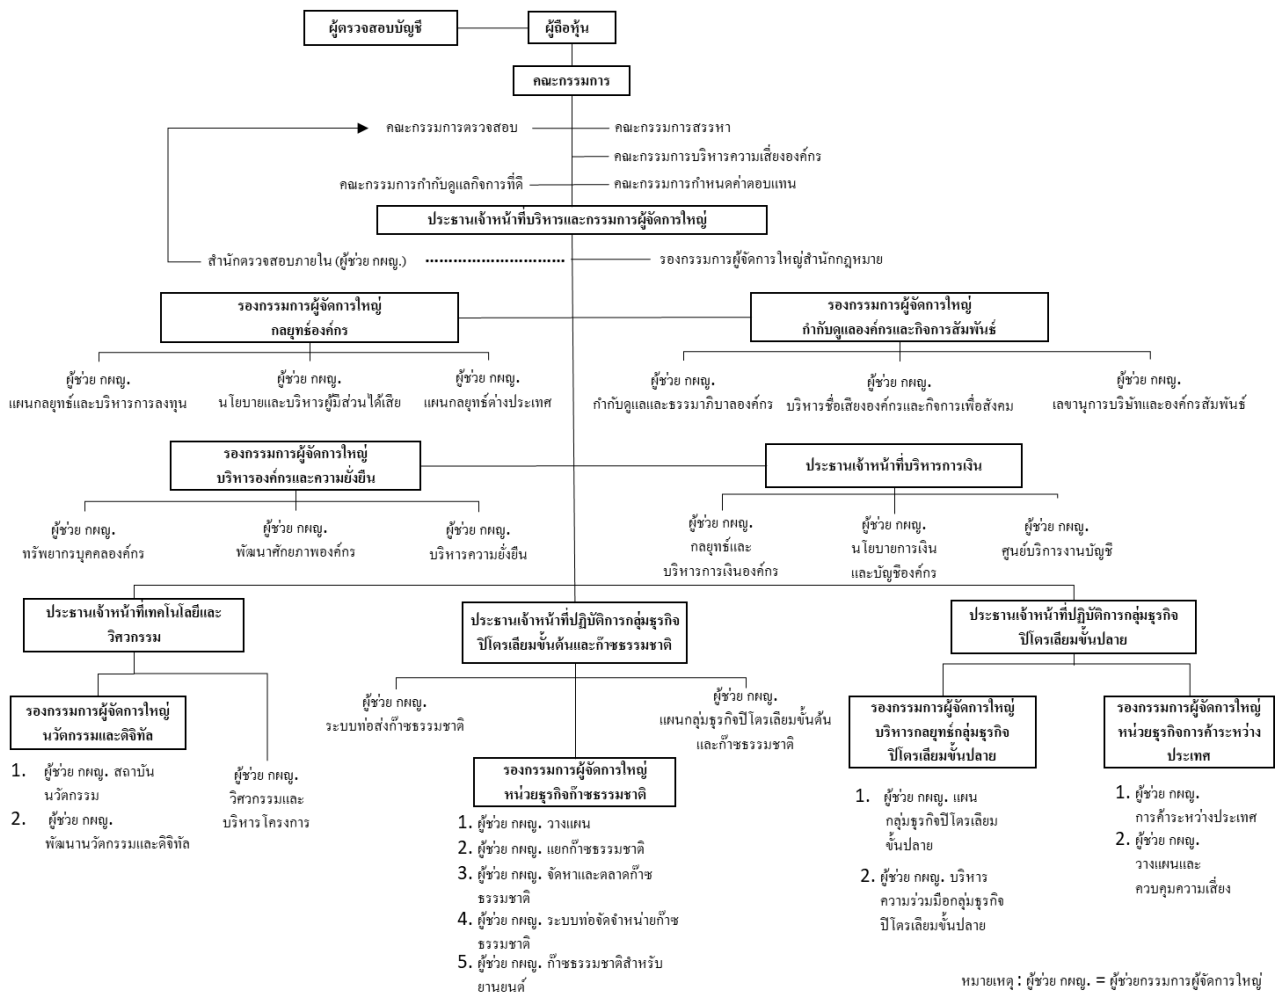 ผู้ตรวจสอบบัญชี
ผู้ถือหุ้น
คณะกรรมการ
คณะกรรมการตรวจสอบ
คณะกรรมการสรรหา
คณะกรรมการบริหารความเสี่ยงองค์กร
คณะกรรมการกำกับดูแลกิจการที่ดี
คณะกรรมการกำหนดค่าตอบแทน
ประธานเจ้าหน้าที่บริหารและกรรมการผู้จัดการใหญ่
สำนักตรวจสอบภายใน (ผู้ช่วย กผญ.)
รองกรรมการผู้จัดการใหญ่สำนักกฎหมาย
รองกรรมการผู้จัดการใหญ่
กลยุทธ์องค์กร
รองกรรมการผู้จัดการใหญ่
กำกับดูแลองค์กรและกิจการสัมพันธ์
ผู้ช่วย กผญ.
แผนกลยุทธ์และบริหารการลงทุน
ผู้ช่วย กผญ.
นโยบายและบริหารผู้มีส่วนได้เสีย
ผู้ช่วย กผญ.
แผนกลยุทธ์ต่างประเทศ
ผู้ช่วย กผญ.
กำกับดูแลและธรรมาภิบาลองค์กร
ผู้ช่วย กผญ.
บริหารชื่อเสียงองค์กรและกิจการเพื่อสังคม
ผู้ช่วย กผญ.
เลขานุการบริษัทและองค์กรสัมพันธ์
รองกรรมการผู้จัดการใหญ่
บริหารองค์กรและความยั่งยืน
ประธานเจ้าหน้าที่บริหารการเงิน
ผู้ช่วย กผญ.
ทรัพยากรบุคคลองค์กร
ผู้ช่วย กผญ.
พัฒนาศักยภาพองค์กร
ผู้ช่วย กผญ.
บริหารความยั่งยืน
ผู้ช่วย กผญ.
กลยุทธ์และ
บริหารการเงินองค์กร
ผู้ช่วย กผญ.
นโยบายการเงิน
และบัญชีองค์กร
ผู้ช่วย กผญ.
ศูนย์บริการงานบัญชี
ประธานเจ้าหน้าที่เทคโนโลยีและ
วิศวกรรม
ประธานเจ้าหน้าที่ปฏิบัติการกลุ่มธุรกิจ
ปิโตรเลียมขั้นต้นและก๊าซธรรมชาติ
ประธานเจ้าหน้าที่ปฏิบัติการกลุ่มธุรกิจ
ปิโตรเลียมขั้นปลาย
รองกรรมการผู้จัดการใหญ่
นวัตกรรมและดิจิทัล
1. ผู้ช่วย กผญ. สถาบัน
นวัตกรรม
2. ผู้ช่วย กผญ.
พัฒนานวัตกรรมและดิจิทัล
ผู้ช่วย กผญ.
วิศวกรรมและ
บริหารโครงการ
ผู้ช่วย กผญ.
ระบบท่อส่งก๊าซธรรมชาติ
ผู้ช่วย กผญ.
แผนกลุ่มธุรกิจปิโตรเลียมขั้นต้น
และก๊าซธรรมชาติ
รองกรรมการผู้จัดการใหญ่
หน่วยธุรกิจก๊าซธรรมชาติ
1. ผู้ช่วย กผญ. วางแผน
2. ผู้ช่วย กผญ. แยกก๊าซธรรมชาติ
3. ผู้ช่วย กผญ. จัดหาและตลาดก๊าซ
ธรรมชาติ
4. ผู้ช่วย กผญ. ระบบท่อจัดจำหน่ายก๊าซ
ธรรมชาติ
5. ผู้ช่วย กผญ. ก๊าซธรรมชาติสำหรับ
ยานยนต์
รองกรรมการผู้จัดการใหญ่
บริหารกลยุทธ์กลุ่มธุรกิจ
ปิโตรเลียมขั้นปลาย
1. ผู้ช่วย กผญ. แผน
กลุ่มธุรกิจปิโตรเลียม
ขั้นปลาย
2. ผู้ช่วย กผญ. บริหาร
ความร่วมมือกลุ่มธุรกิจ
ปิโตรเลียมขั้นปลาย
รองกรรมการผู้จัดการใหญ่
หน่วยธุรกิจการค้าระหว่าง
ประเทศ
1. ผู้ช่วย กผญ.
การค้าระหว่างประเทศ
2. ผู้ช่วย กผญ.
วางแผนและ
ควบคุมความเสี่ยง
หมายเหตุ : ผู้ช่วย กผญ. = ผู้ช่วยกรรมการผู้จัดการใหญ่